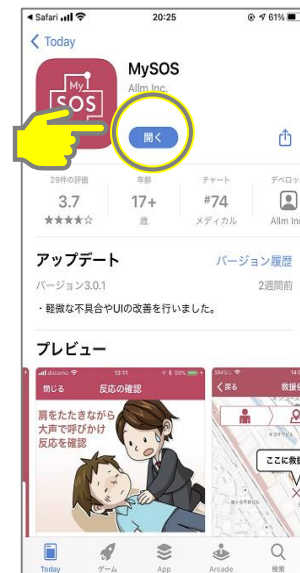 Safari 20:25 61%
Today
My
SOS
MySOS
Allm Inc.
開く
29件の評価 年齢 チャート デベロッ
3.7 17+ #74
歳 メディカル Allm Inc
アップデート バージョン履歴
バージョン3.0.1 2週間前
・軽微な不具合やUIの改善を行いました。
プレビュー
docomo 13:11 99%
閉じる 反応の確認 戻る 救援依
肩をたたきながら
大声で呼びかけ
反応を確認
ここに救援
Today ゲーム App Arcade 検索